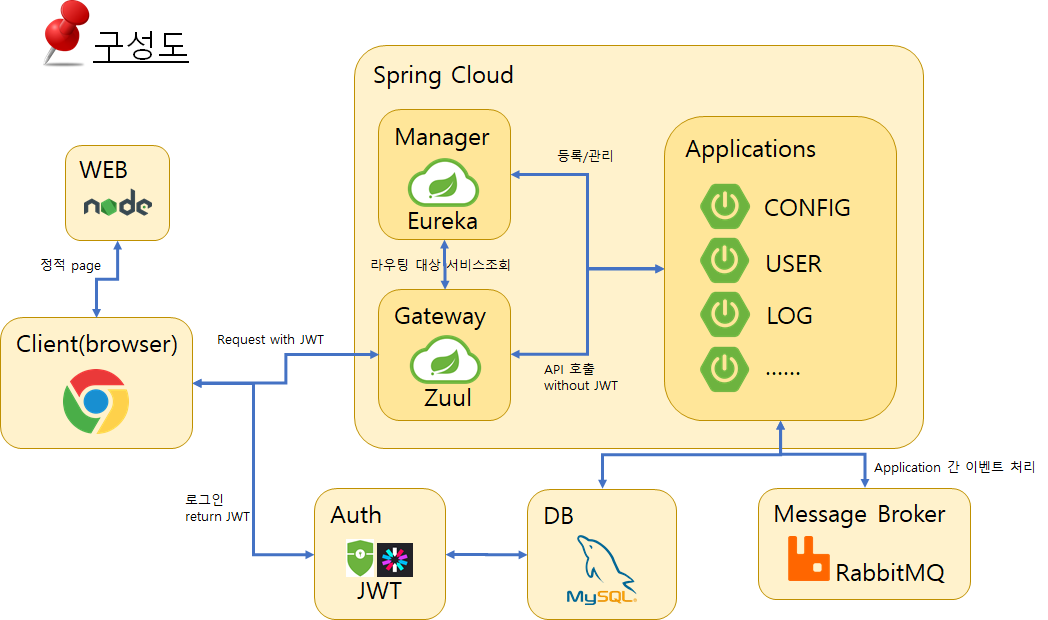 구성도
Spring Cloud
Manager
Eureka
등록/관리
Applications
CONFIG
USER
LOG
......
WEB
node
정적 page
라우팅 대상 서비스조회
Gateway
Zuul
Client(browser)
Request with JWT
API 호출
without JWT
로그인
return JWT
Auth
JWT
DB
MySQL
Application 간 이벤트 처리
Message Broker
RabbitMQ